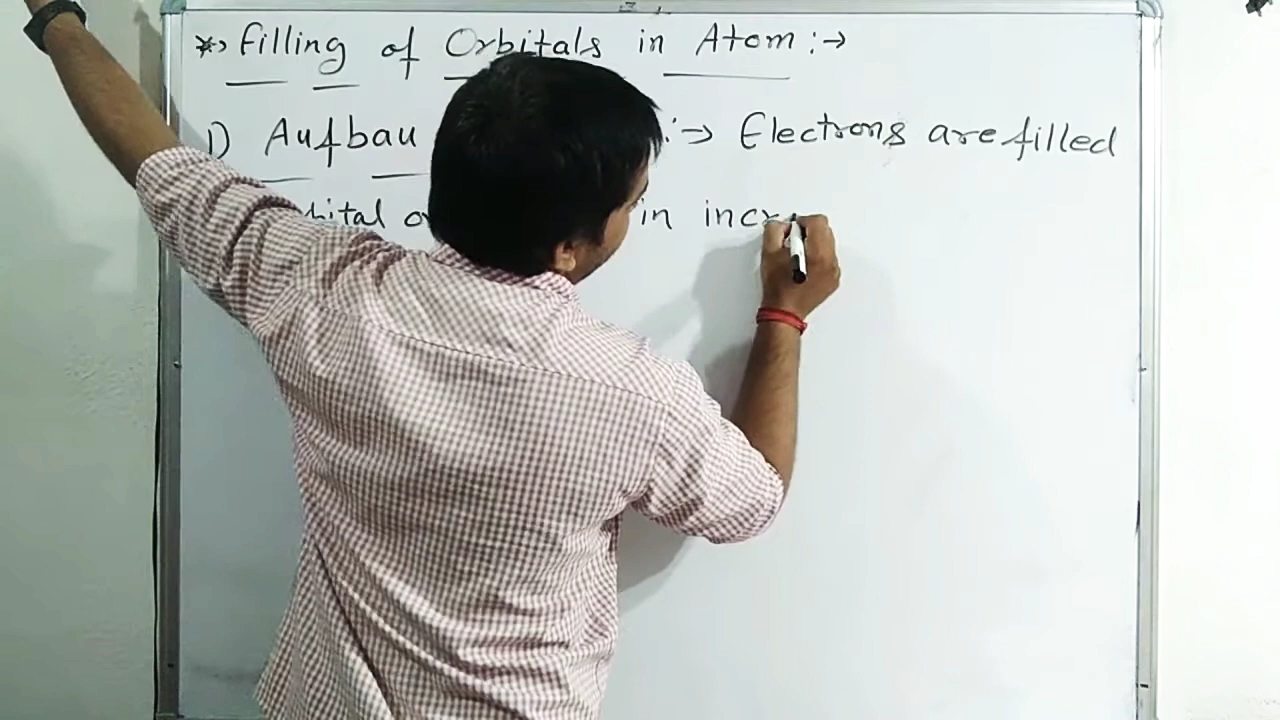 *→ Filling of Orbitals in Atom :→
1) Aufbau :→ Electrons are filled
in incr